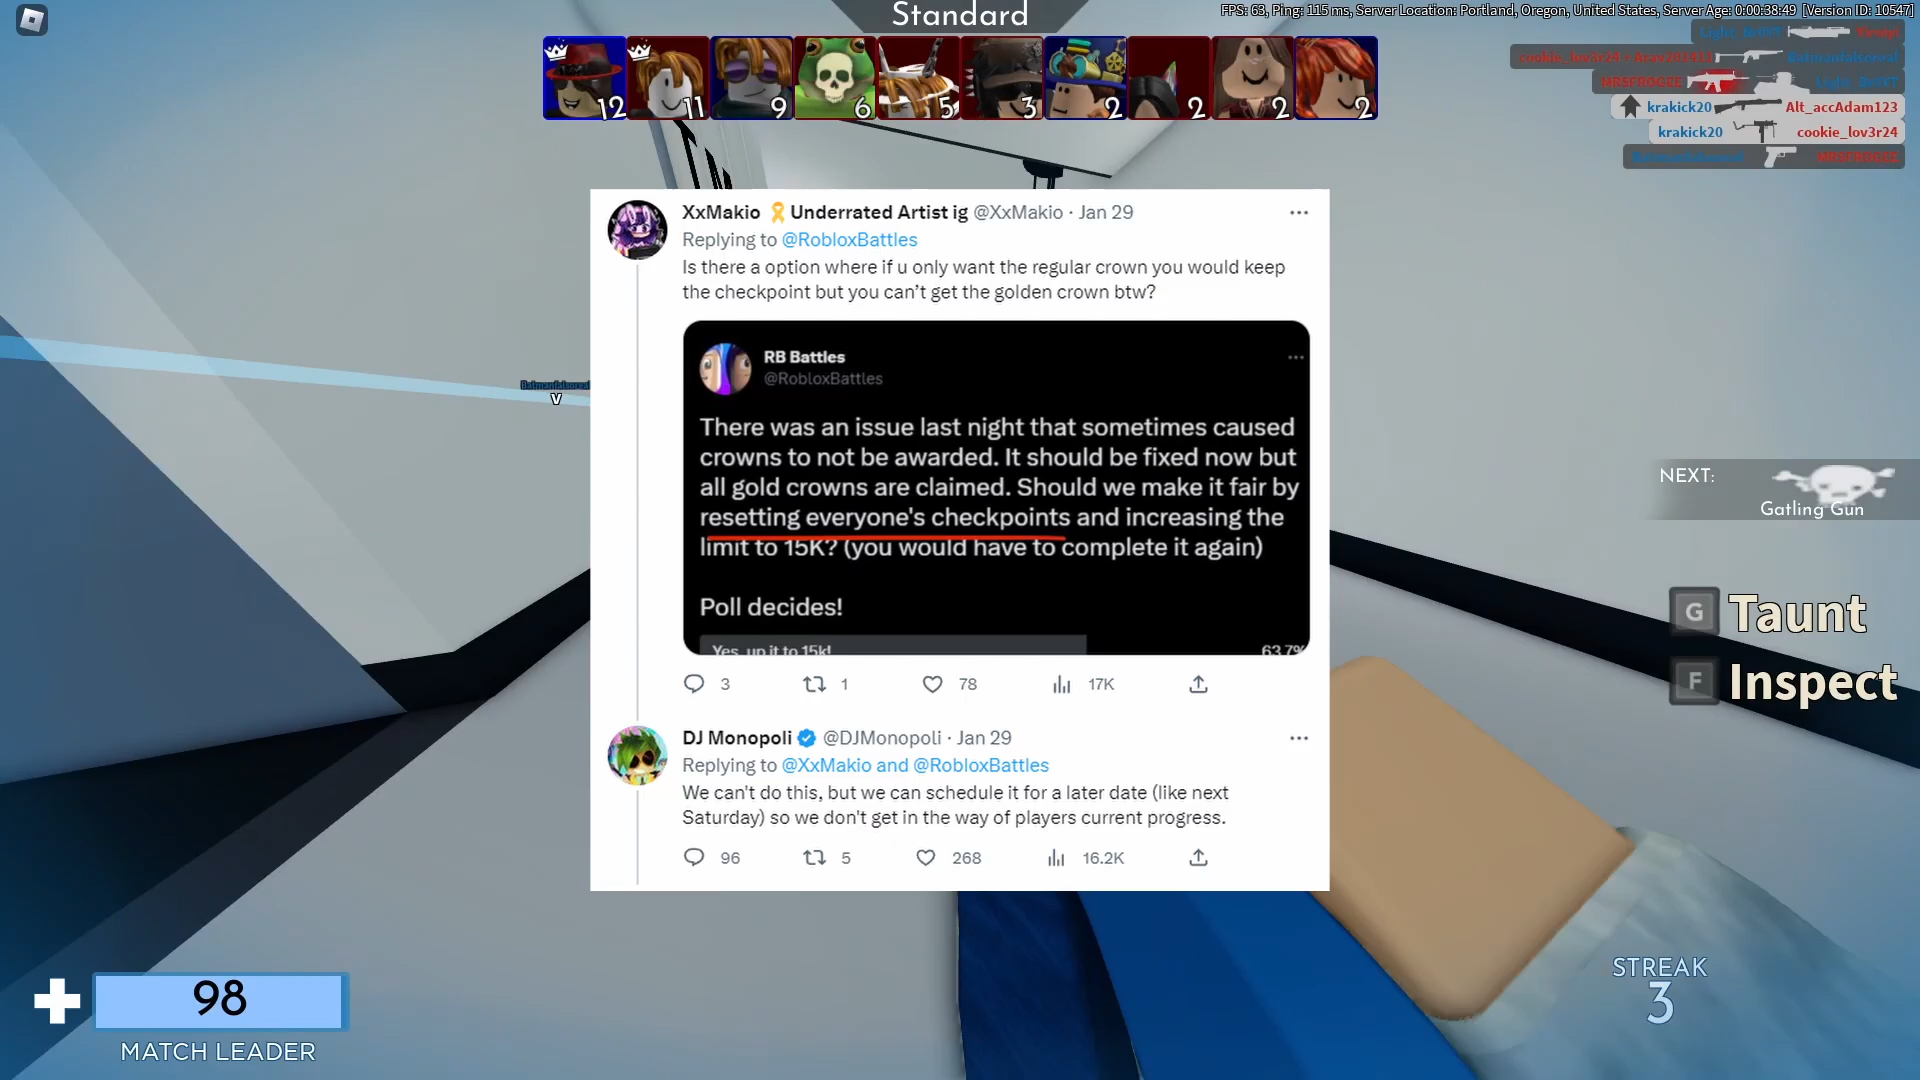 Standard
FPS: 63, Ping: 115 ms, Server Location: Portland, Oregon, United States, Server Age: 0:00:38:49 [Version ID: 10547]
12 11 9 6 5 3 2 2 2 2
MRSFROGEE
krakick20 Alt_accAdam123
krakick20 cookie_lov3r24
MRSFROGEE
XxMakio 🎗Underrated Artist ig @XxMakio · Jan 29
Replying to @RobloxBattles
Is there a option where if u only want the regular crown you would keep
the checkpoint but you can’t get the golden crown btw?
RB Battles
@RobloxBattles
There was an issue last night that sometimes caused
crowns to not be awarded. It should be fixed now but
all gold crowns are claimed. Should we make it fair by
resetting everyone's checkpoints and increasing the
limit to 15K? (you would have to complete it again)
Poll decides!
Yes, up it to 15k! 63.7%
3 1 78 17K
DJ Monopoli @DJMonopoli · Jan 29
Replying to @XxMakio and @RobloxBattles
We can't do this, but we can schedule it for a later date (like next
Saturday) so we don't get in the way of players current progress.
96 5 268 16.2K
V
NEXT:
Gatling Gun
G Taunt
F Inspect
98
MATCH LEADER
STREAK
3